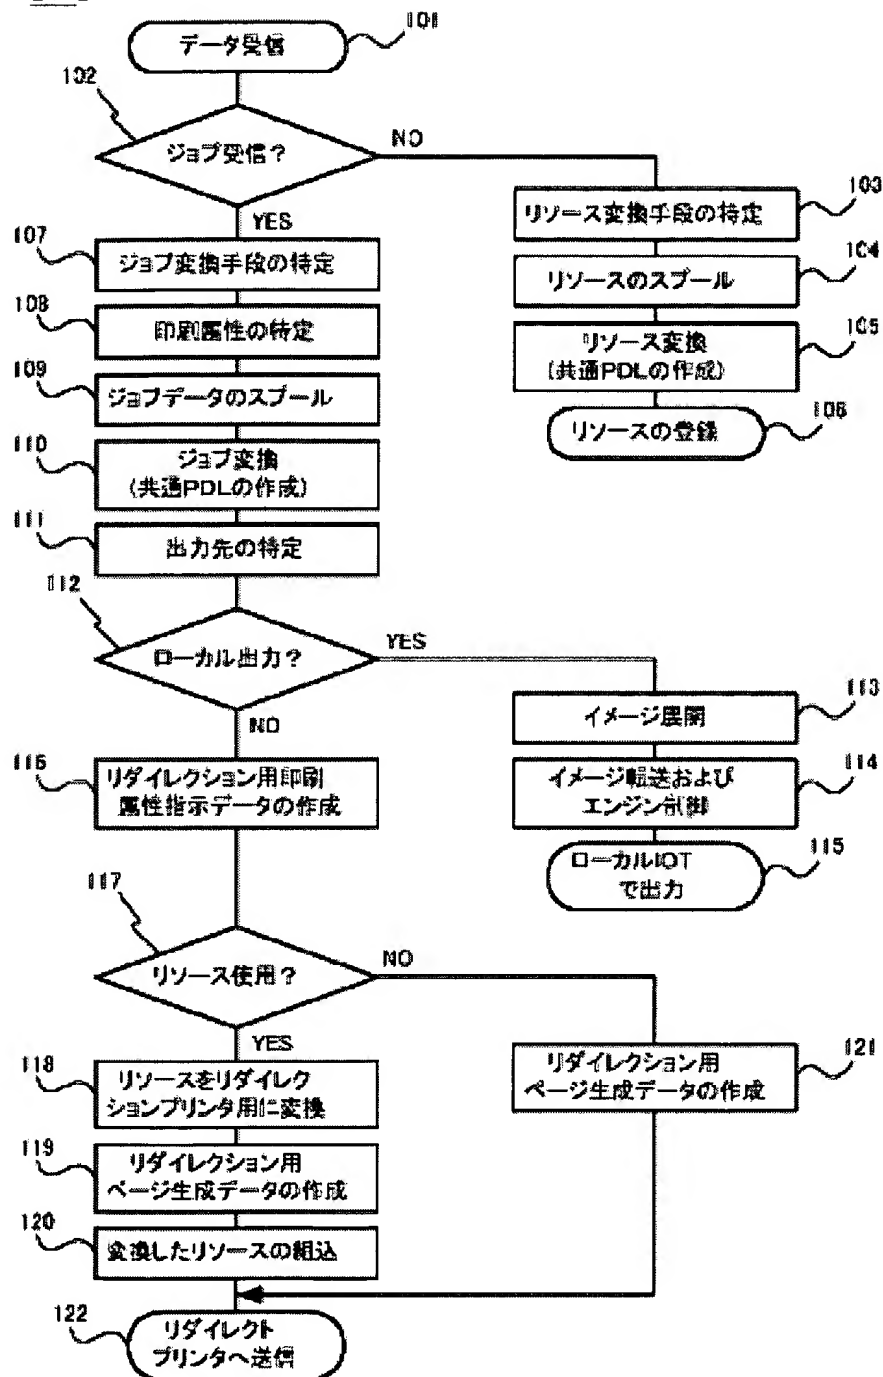 データ受信
101
102
ジョブ受信？
NO
YES
103
リソース変換手段の特定
104
リソースのスプール
105
リソース変換
(共通PDLの作成)
106
リソースの登録
107
ジョブ変換手段の特定
108
印刷属性の特定
109
ジョブデータのスプール
110
ジョブ変換
(共通PDLの作成)
111
出力先の特定
112
ローカル出力？
YES
NO
113
イメージ展開
114
イメージ転送および
エンジン制御
115
ローカルIOT
で出力
116
リダイレクション用印刷
属性指示データの作成
117
リソース使用？
NO
YES
118
リソースをリダイレク
ションプリンタ用に変換
119
リダイレクション用
ページ生成データの作成
120
変換したリソースの組込
121
リダイレクション用
ページ生成データの作成
122
リダイレクト
プリンタへ送信